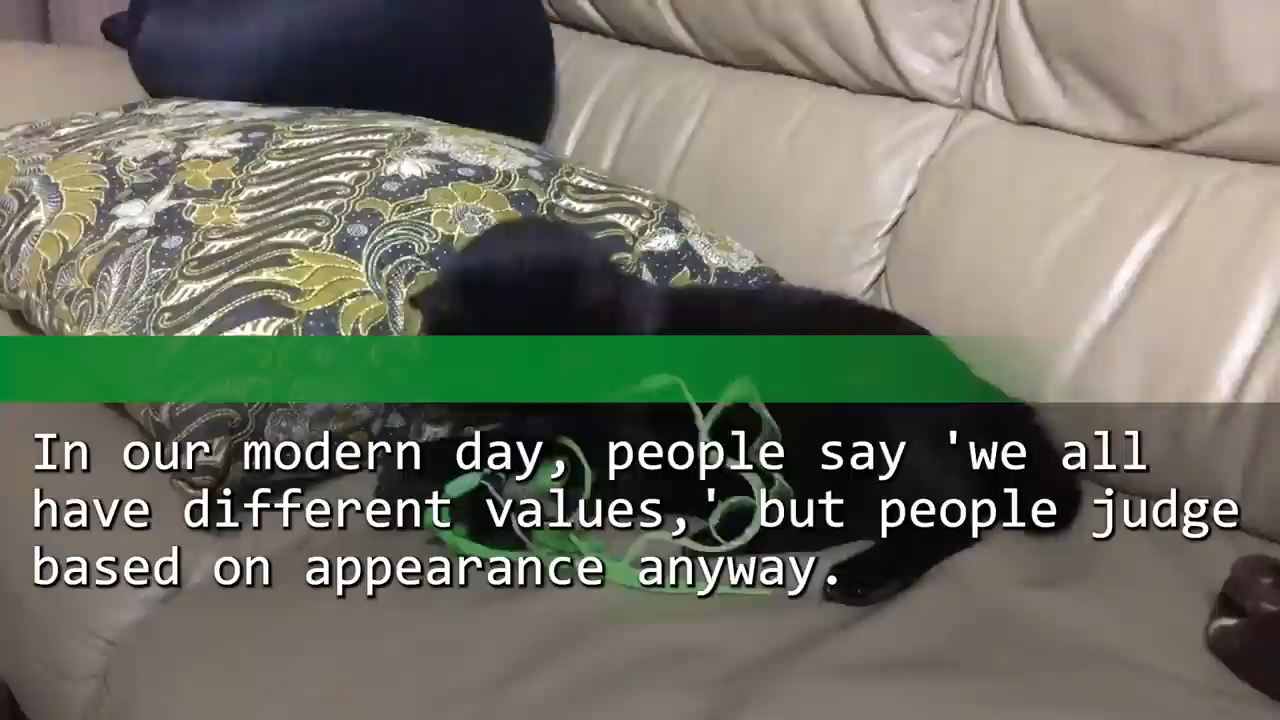 In our modern day, people say 'we all
have different values,' but people judge
based on appearance anyway.